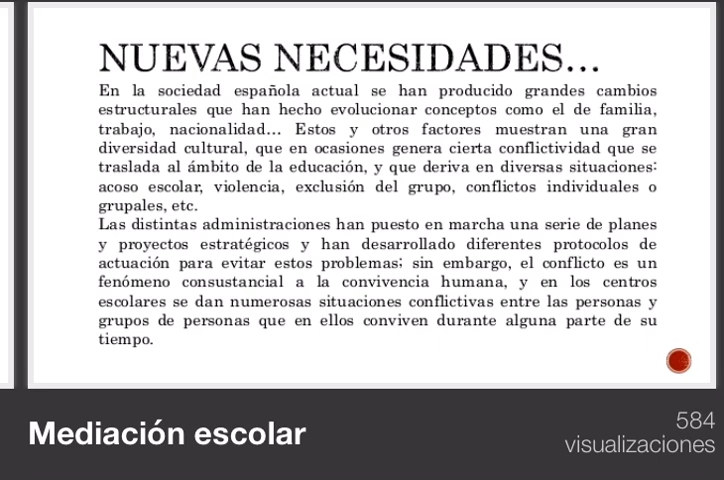 NUEVAS NECESIDADES...
En la sociedad española actual se han producido grandes cambios
estructurales que han hecho evolucionar conceptos como el de familia,
trabajo, nacionalidad... Estos y otros factores muestran una gran
diversidad cultural, que en ocasiones genera cierta conflictividad que se
traslada al ámbito de la educación, y que deriva en diversas situaciones:
acoso escolar, violencia, exclusión del grupo, conflictos individuales o
grupales, etc.
Las distintas administraciones han puesto en marcha una serie de planes
y proyectos estratégicos y han desarrollado diferentes protocolos de
actuación para evitar estos problemas; sin embargo, el conflicto es un
fenómeno consustancial a la convivencia humana, y en los centros
escolares se dan numerosas situaciones conflictivas entre las personas y
grupos de personas que en ellos conviven durante alguna parte de su
tiempo.
Mediación escolar
584
visualizaciones